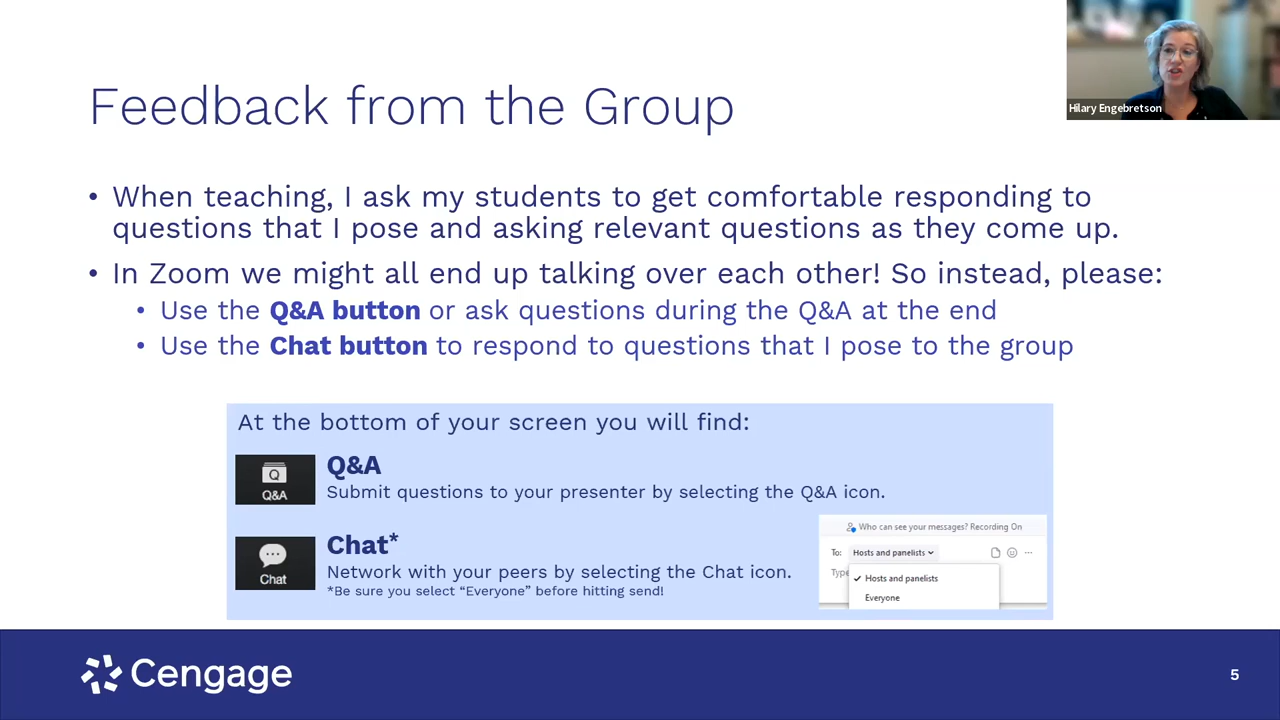 Hilary Engebretson
Feedback from the Group
• When teaching, I ask my students to get comfortable responding to
questions that I pose and asking relevant questions as they come up.
• In Zoom we might all end up talking over each other! So instead, please:
• Use the Q&A button or ask questions during the Q&A at the end
• Use the Chat button to respond to questions that I pose to the group
At the bottom of your screen you will find:
Q
Q&A
Q&A
Submit questions to your presenter by selecting the Q&A icon.
Chat
Chat*
Network with your peers by selecting the Chat icon.
*Be sure you select “Everyone” before hitting send!
Who can see your messages? Recording On
To: Hosts and panelists
Type
Hosts and panelists
Everyone
Cengage
5